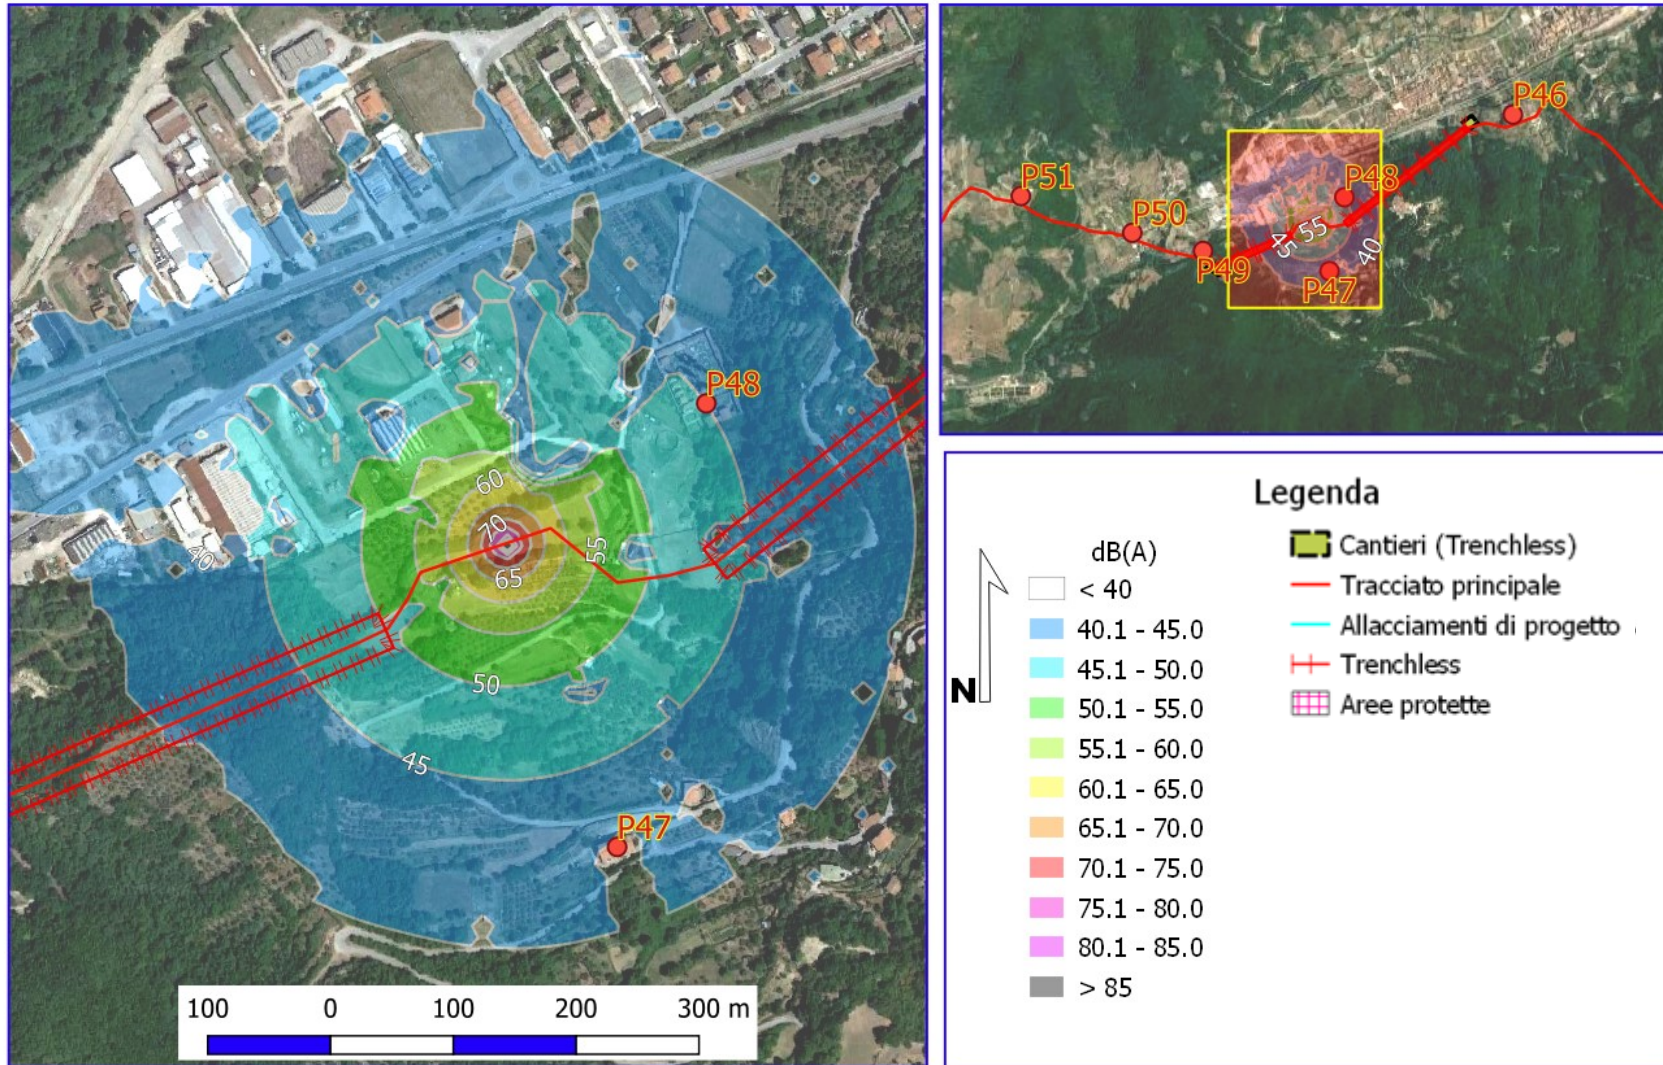 P48
60
70
55
65
40
50
45
P47
100 0 100 200 300 m
P46
P51
P48
P50
55
45
40
P49
P47
Legenda
dB(A)
< 40
40.1 - 45.0
45.1 - 50.0
50.1 - 55.0
55.1 - 60.0
60.1 - 65.0
65.1 - 70.0
70.1 - 75.0
75.1 - 80.0
80.1 - 85.0
> 85
N
Cantieri (Trenchless)
Tracciato principale
Allacciamenti di progetto
Trenchless
Aree protette